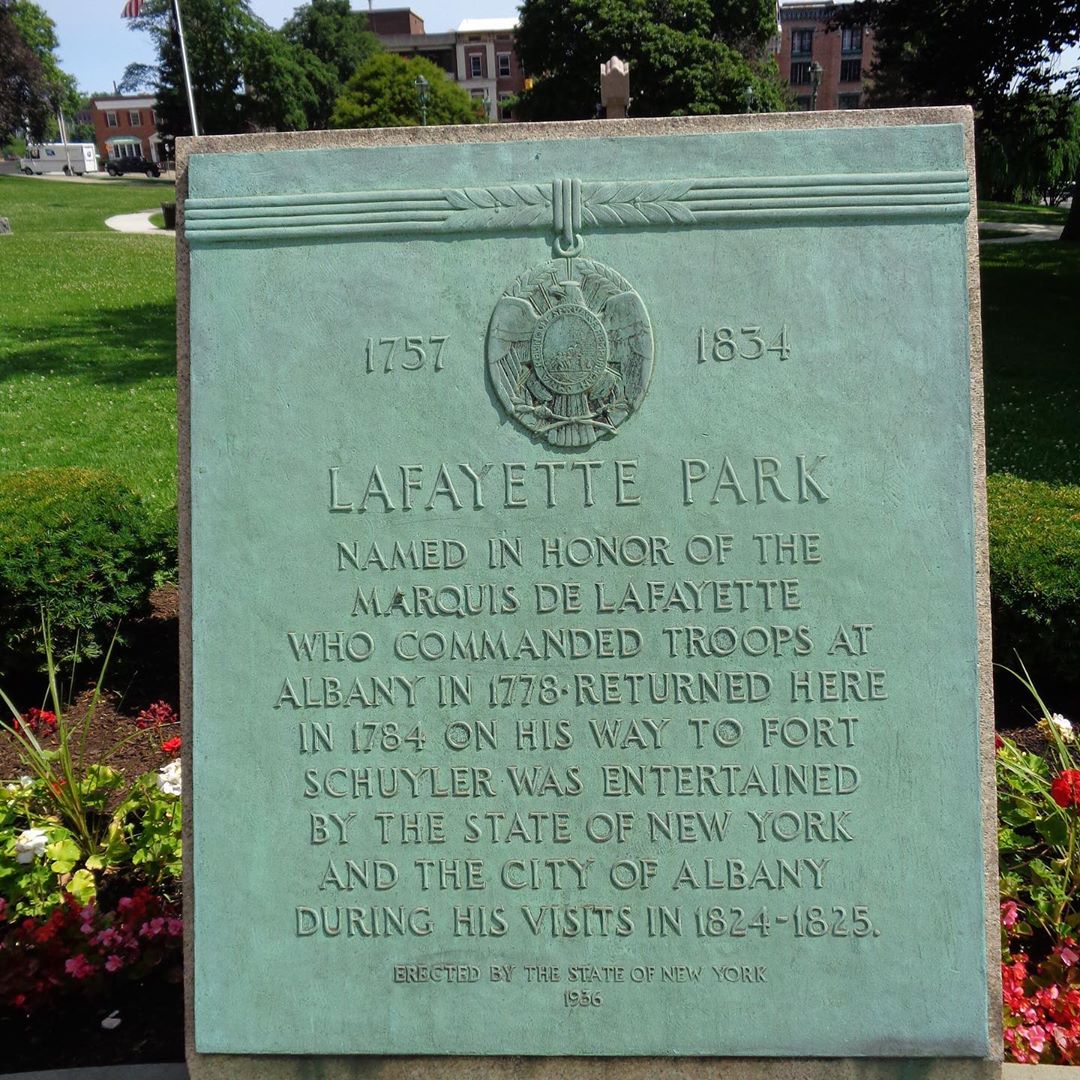 1757 1834
LAFAYETTE PARK
NAMED IN HONOR OF THE
MARQUIS DE LAFAYETTE
WHO COMMANDED TROOPS AT
ALBANY IN 1778·RETURNED HERE
IN 1784 ON HIS WAY TO FORT
SCHUYLER·WAS ENTERTAINED
BY THE STATE OF NEW YORK
AND THE CITY OF ALBANY
DURING HIS VISITS IN 1824-1825.
ERECTED BY THE STATE OF NEW YORK
1936